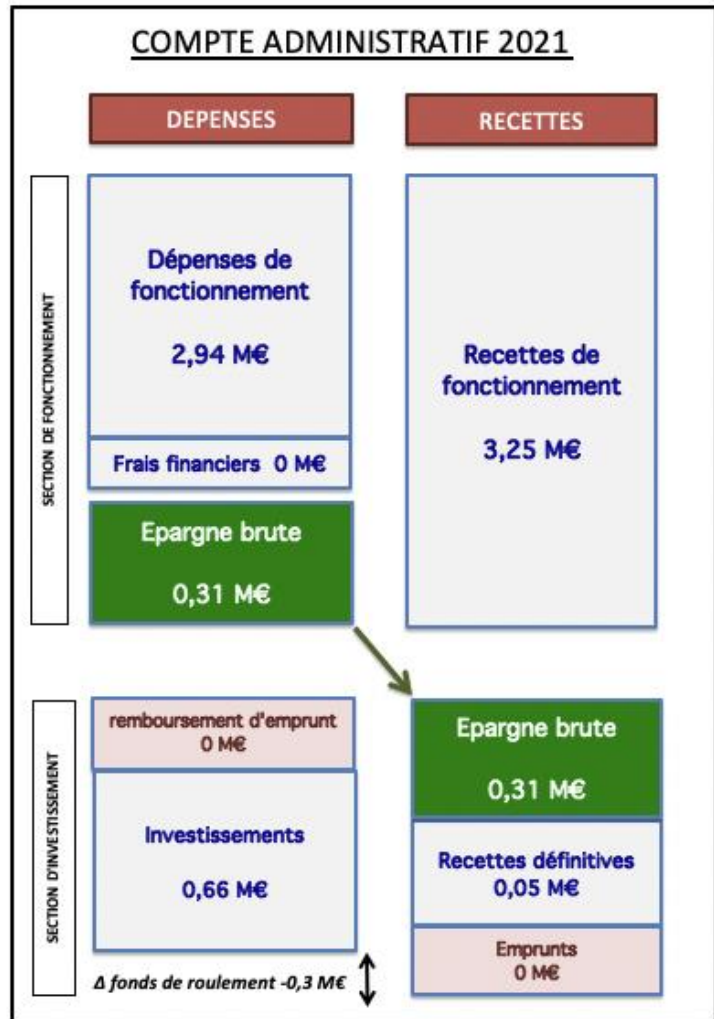 COMPTE ADMINISTRATIF 2021
DEPENSES
RECETTES
SECTION DE FONCTIONNEMENT
Dépenses de
fonctionnement
2,94 M€
Frais financiers 0 M€
Epargne brute
0,31 M€
Recettes de
fonctionnement
3,25 M€
SECTION D'INVESTISSEMENT
remboursement d'emprunt
0 M€
Investissements
0,66 M€
Δ fonds de roulement -0,3 M€
Epargne brute
0,31 M€
Recettes définitives
0,05 M€
Emprunts
0 M€